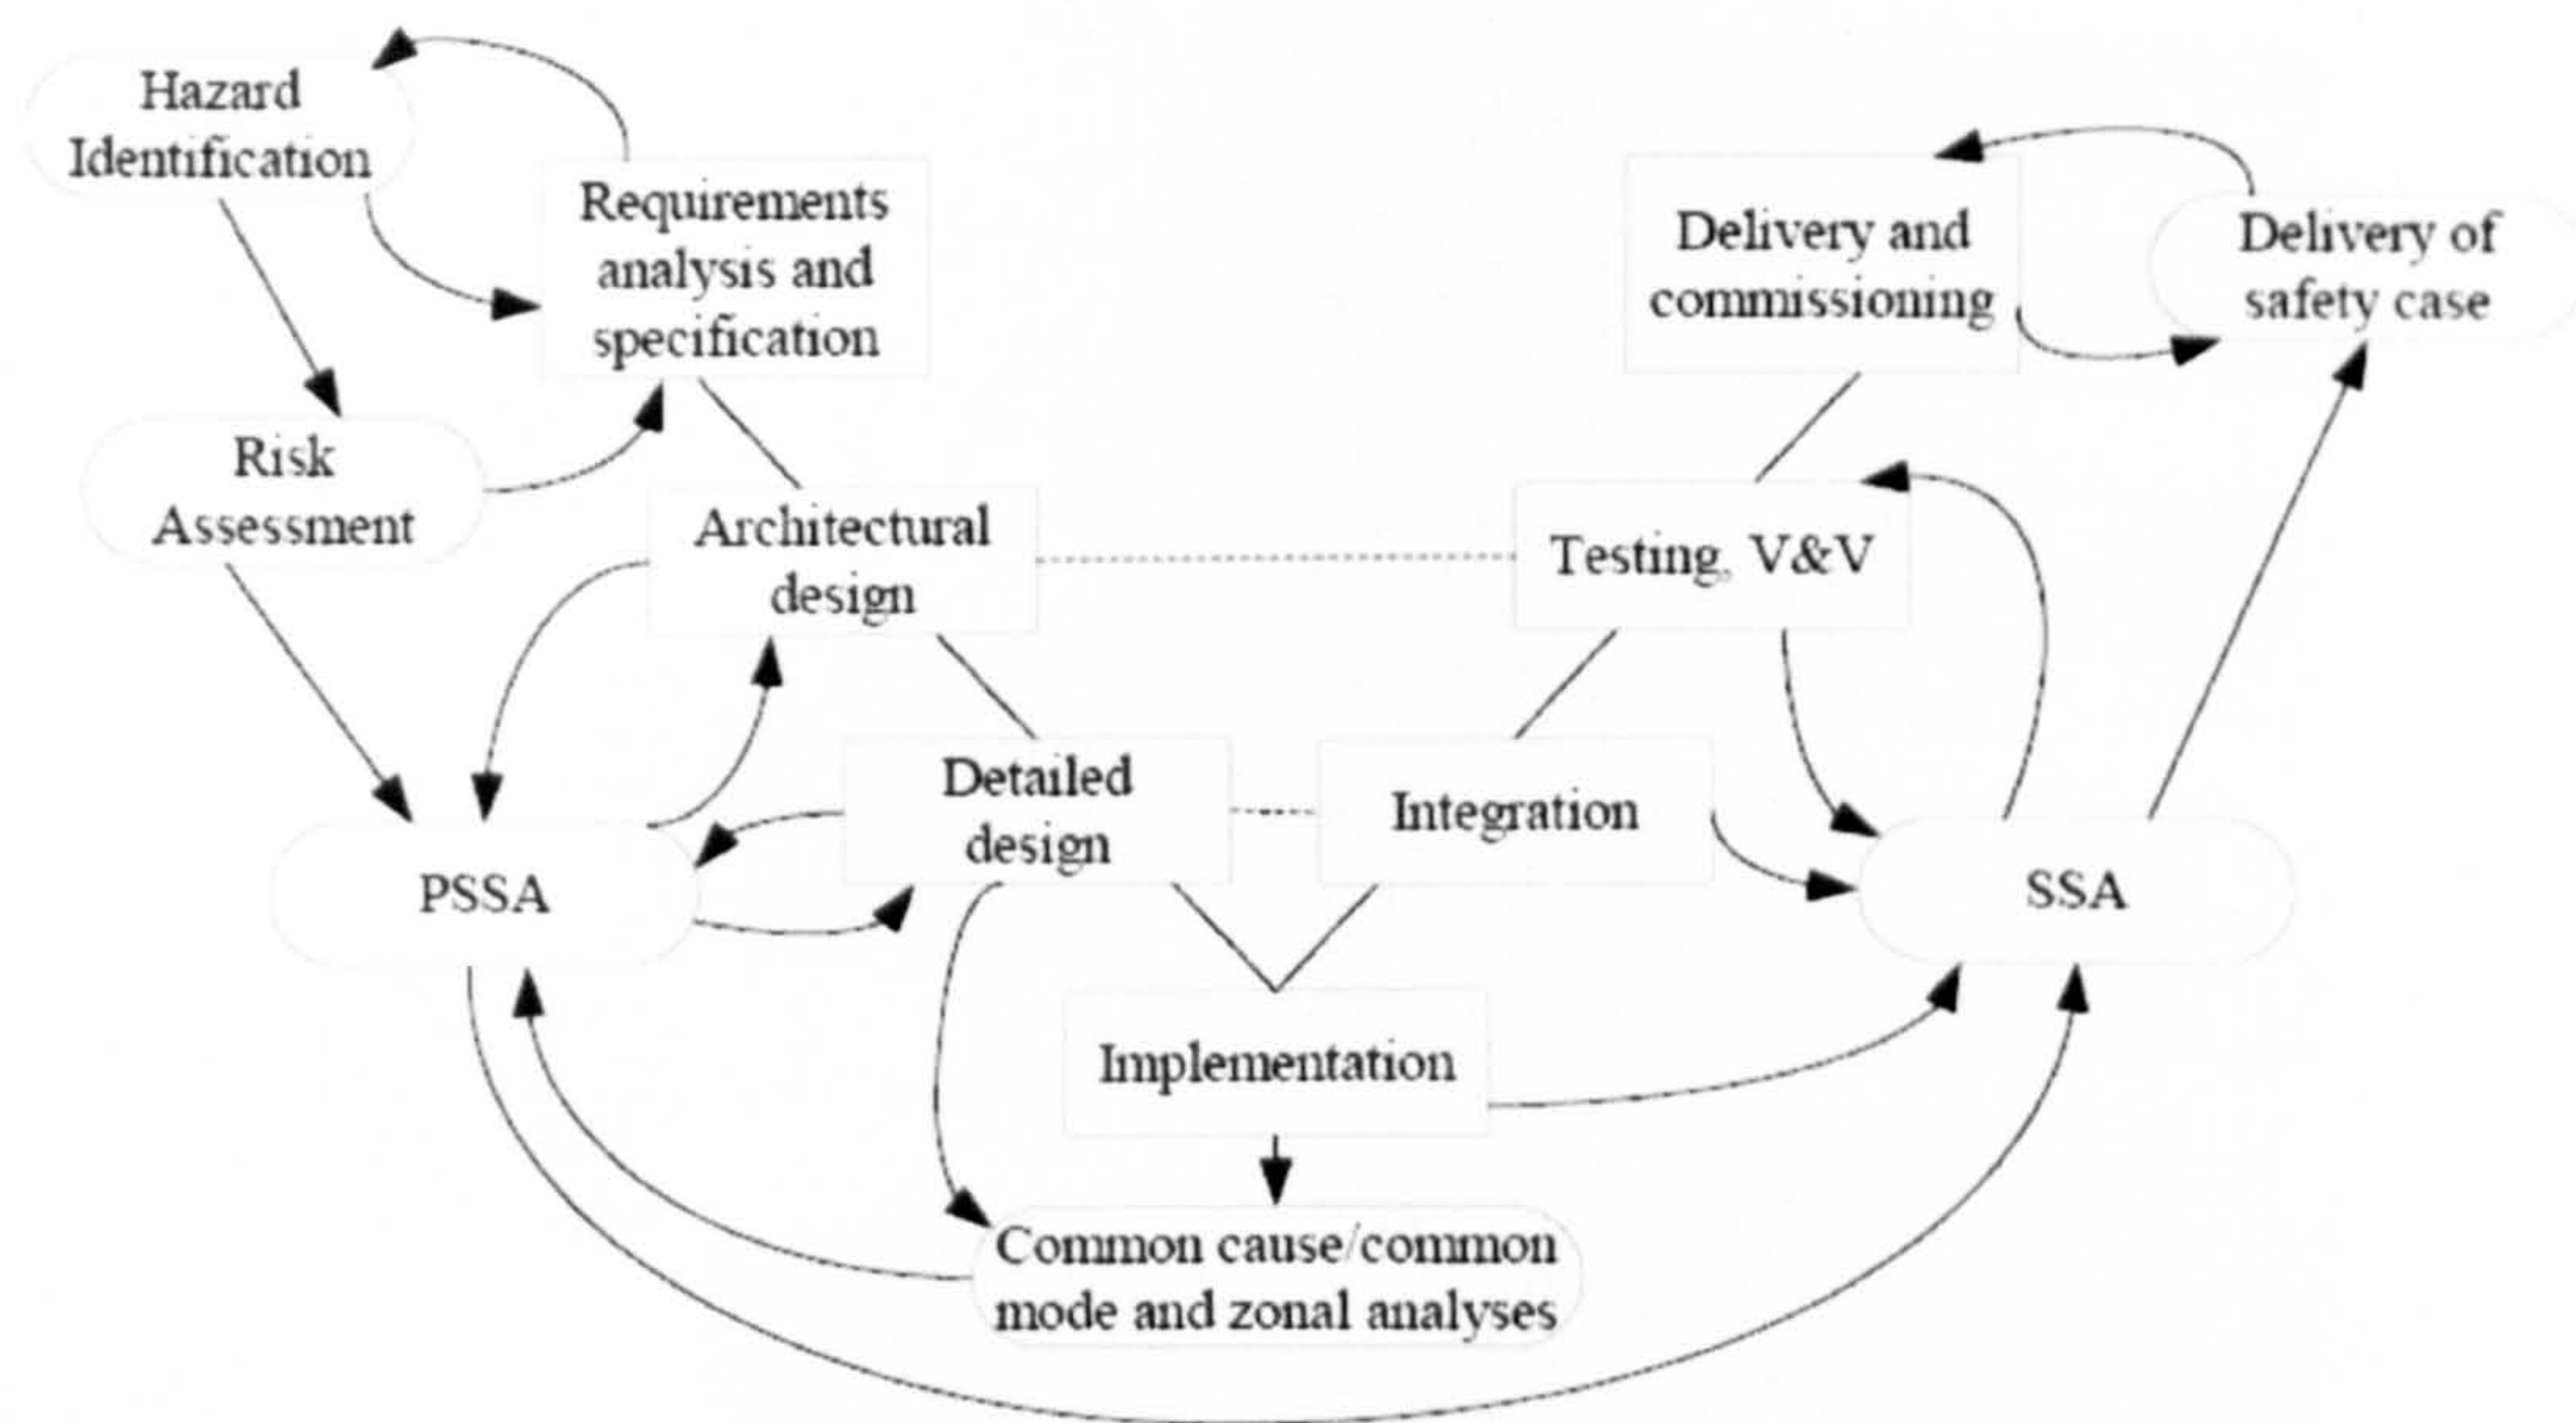 Hazard
Identification
Requirements
analysis and
specification
Delivery and
commissioning
Delivery of
safety case
Risk
Assessment
Architectural
design
Testing, V&V
Detailed
design
Integration
PSSA
SSA
Implementation
Common cause/common
mode and zonal analyses